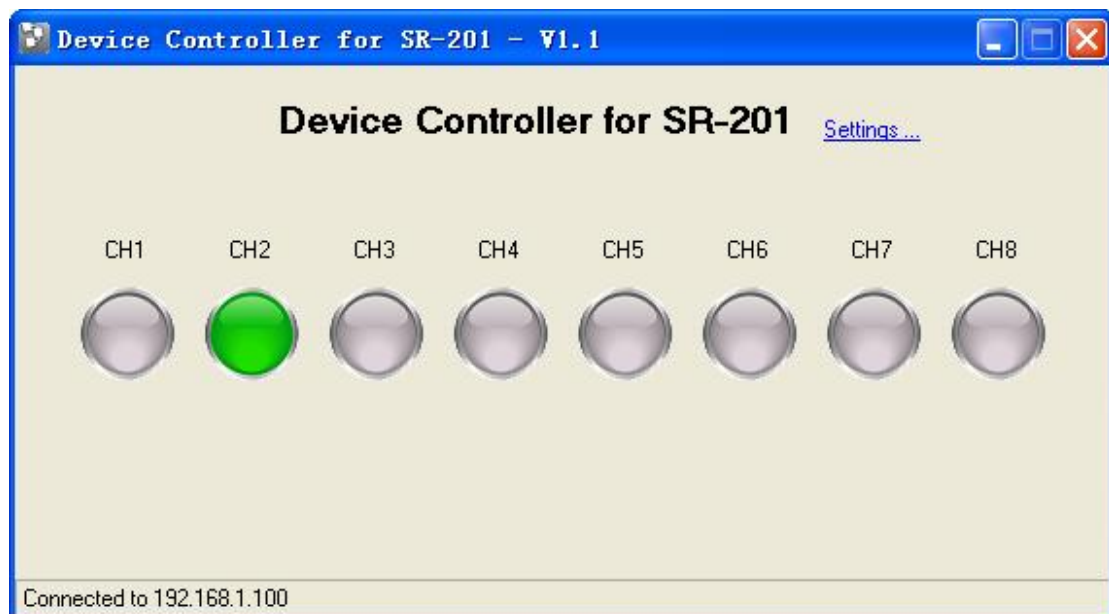 Device Controller for SR-201 - V1.1
Device Controller for SR-201 Settings ...
CH1 CH2 CH3 CH4 CH5 CH6 CH7 CH8
Connected to 192.168.1.100